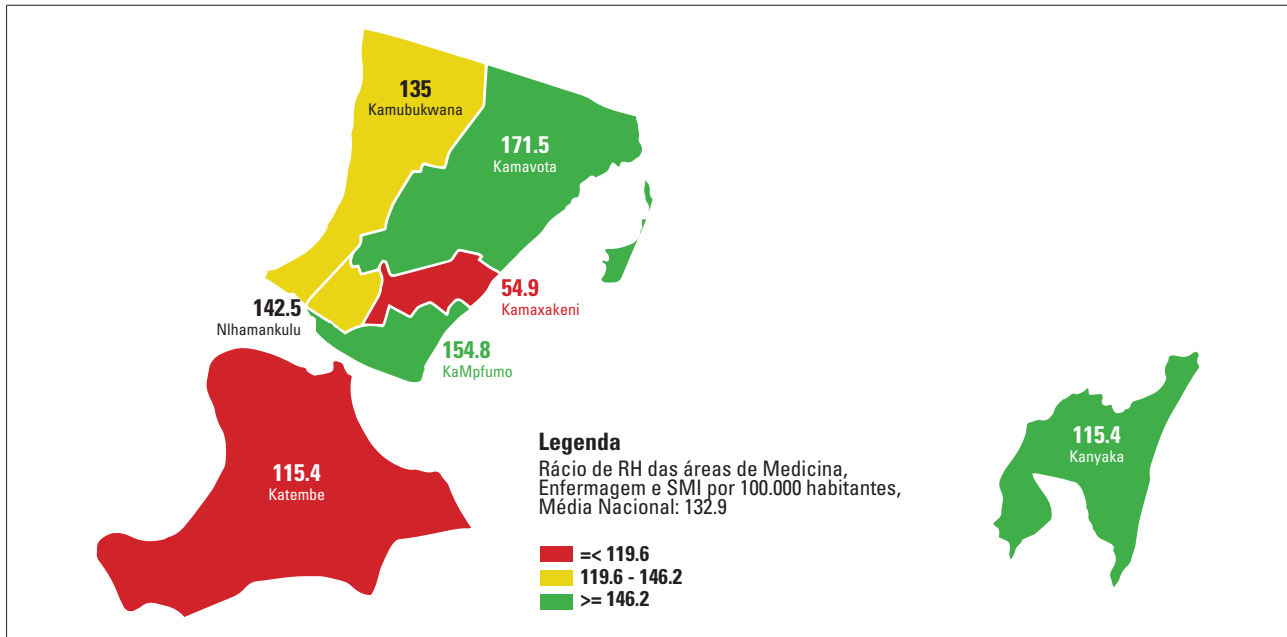 135
Kamubukwana
171.5
Kamavota
54.9
Kamaxakeni
142.5
Nlhamankulu
154.8
KaMpfumo
115.4
Katembe
115.4
Kanyaka
Legenda
Rácio de RH das áreas de Medicina,
Enfermagem e SMI por 100.000 habitantes,
Média Nacional: 132.9
=< 119.6
119.6 - 146.2
>= 146.2